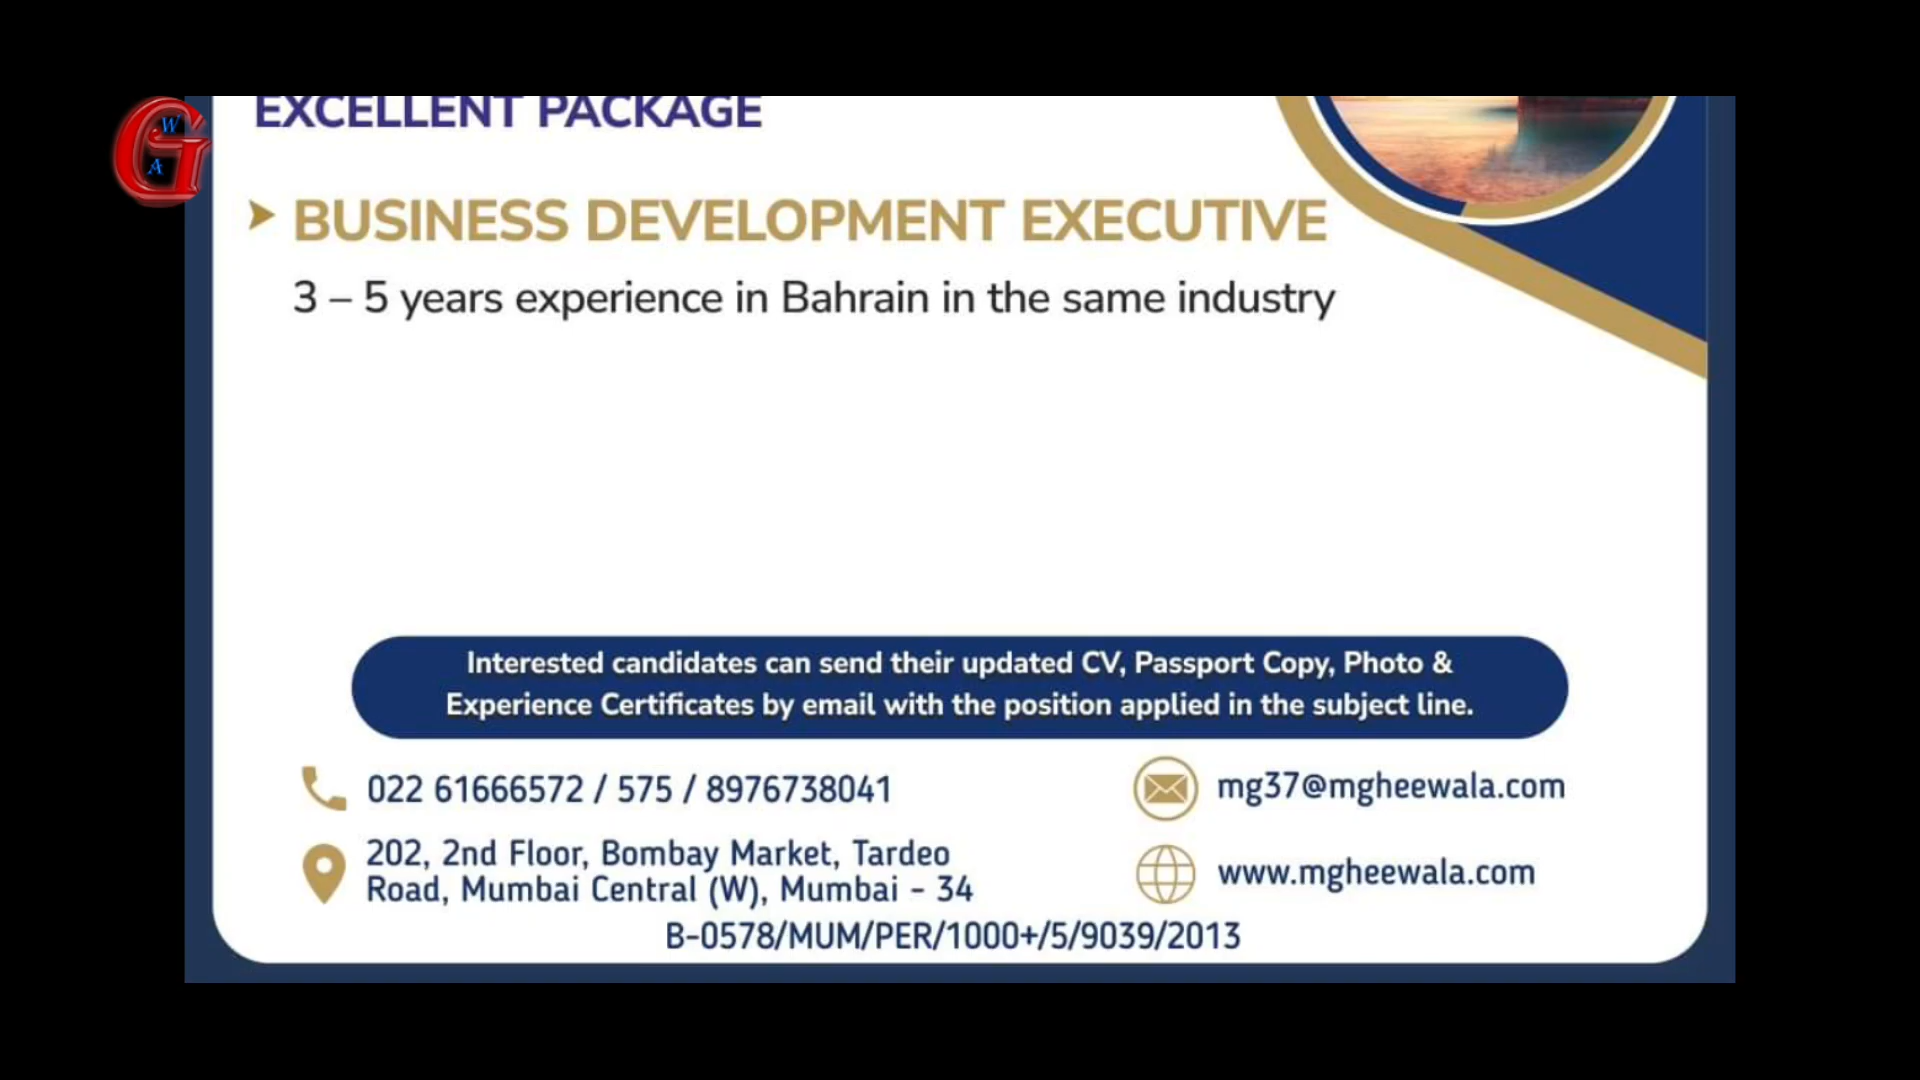 EXCELLENT PACKAGE
G
W
A
BUSINESS DEVELOPMENT EXECUTIVE
3 – 5 years experience in Bahrain in the same industry
Interested candidates can send their updated CV, Passport Copy, Photo &
Experience Certificates by email with the position applied in the subject line.
022 61666572 / 575 / 8976738041
mg37@mgheewala.com
202, 2nd Floor, Bombay Market, Tardeo
Road, Mumbai Central (W), Mumbai - 34
www.mgheewala.com
B-0578/MUM/PER/1000+/5/9039/2013